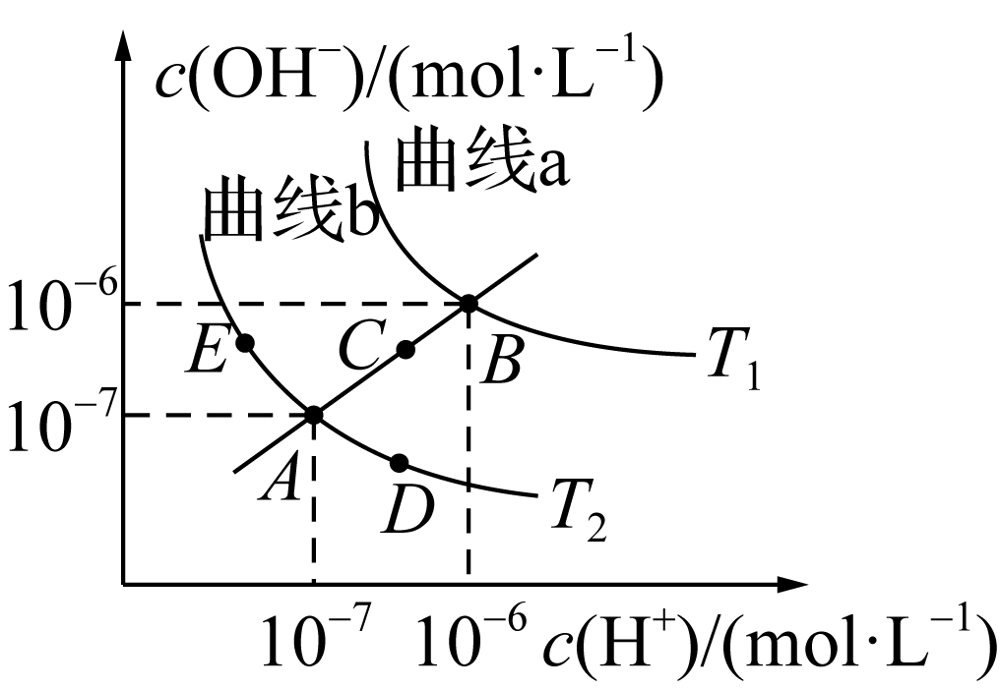 c(OH⁻)/(mol·L⁻¹)
曲线a
曲线b
10⁻⁶
E
C
B
T₁
10⁻⁷
A
D
T₂
10⁻⁷
10⁻⁶
c(H⁺)/(mol·L⁻¹)